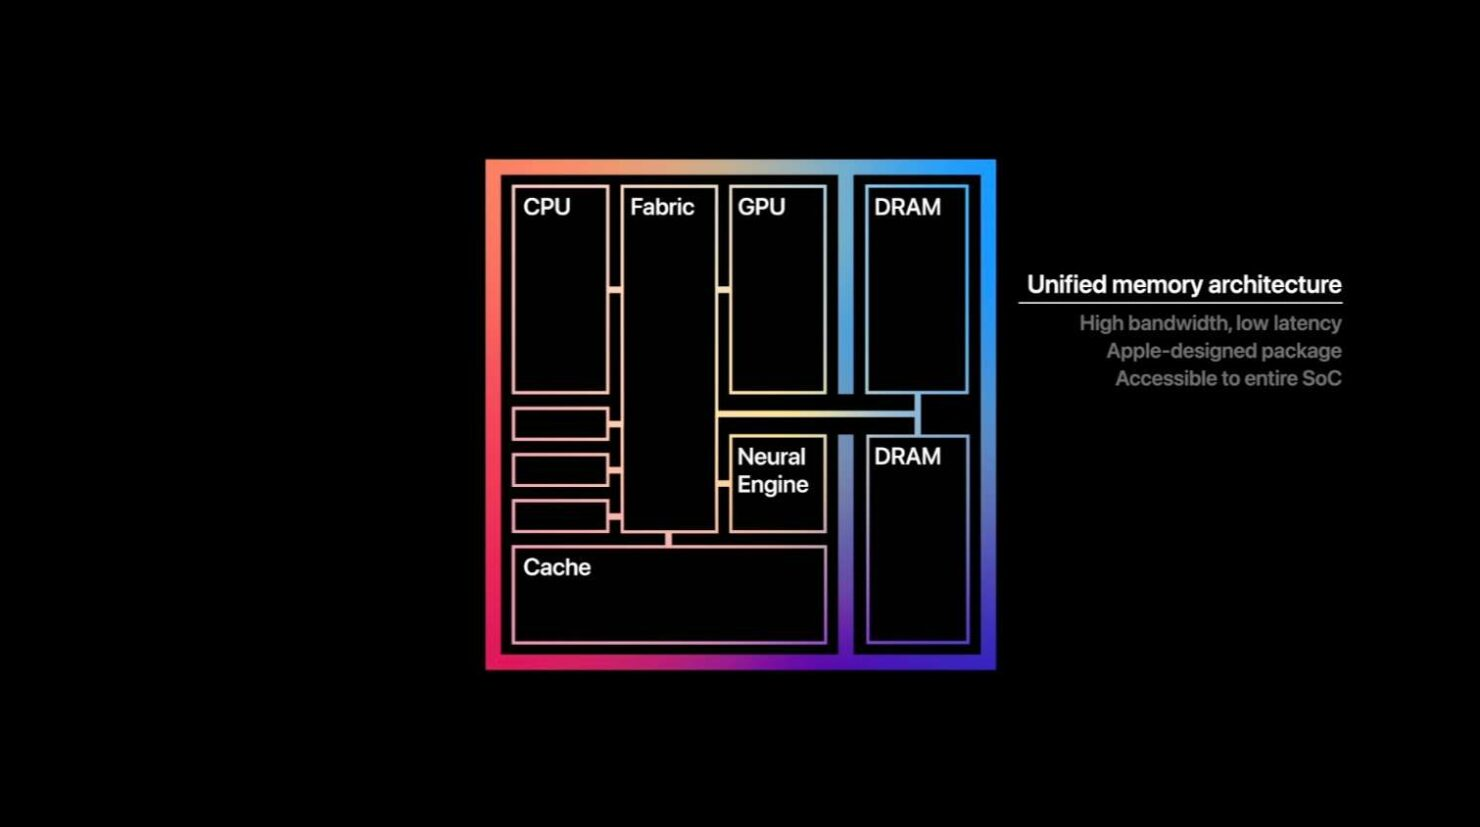 CPU
Fabric
GPU
DRAM
Neural
Engine
DRAM
Cache
Unified memory architecture
High bandwidth, low latency
Apple-designed package
Accessible to entire SoC